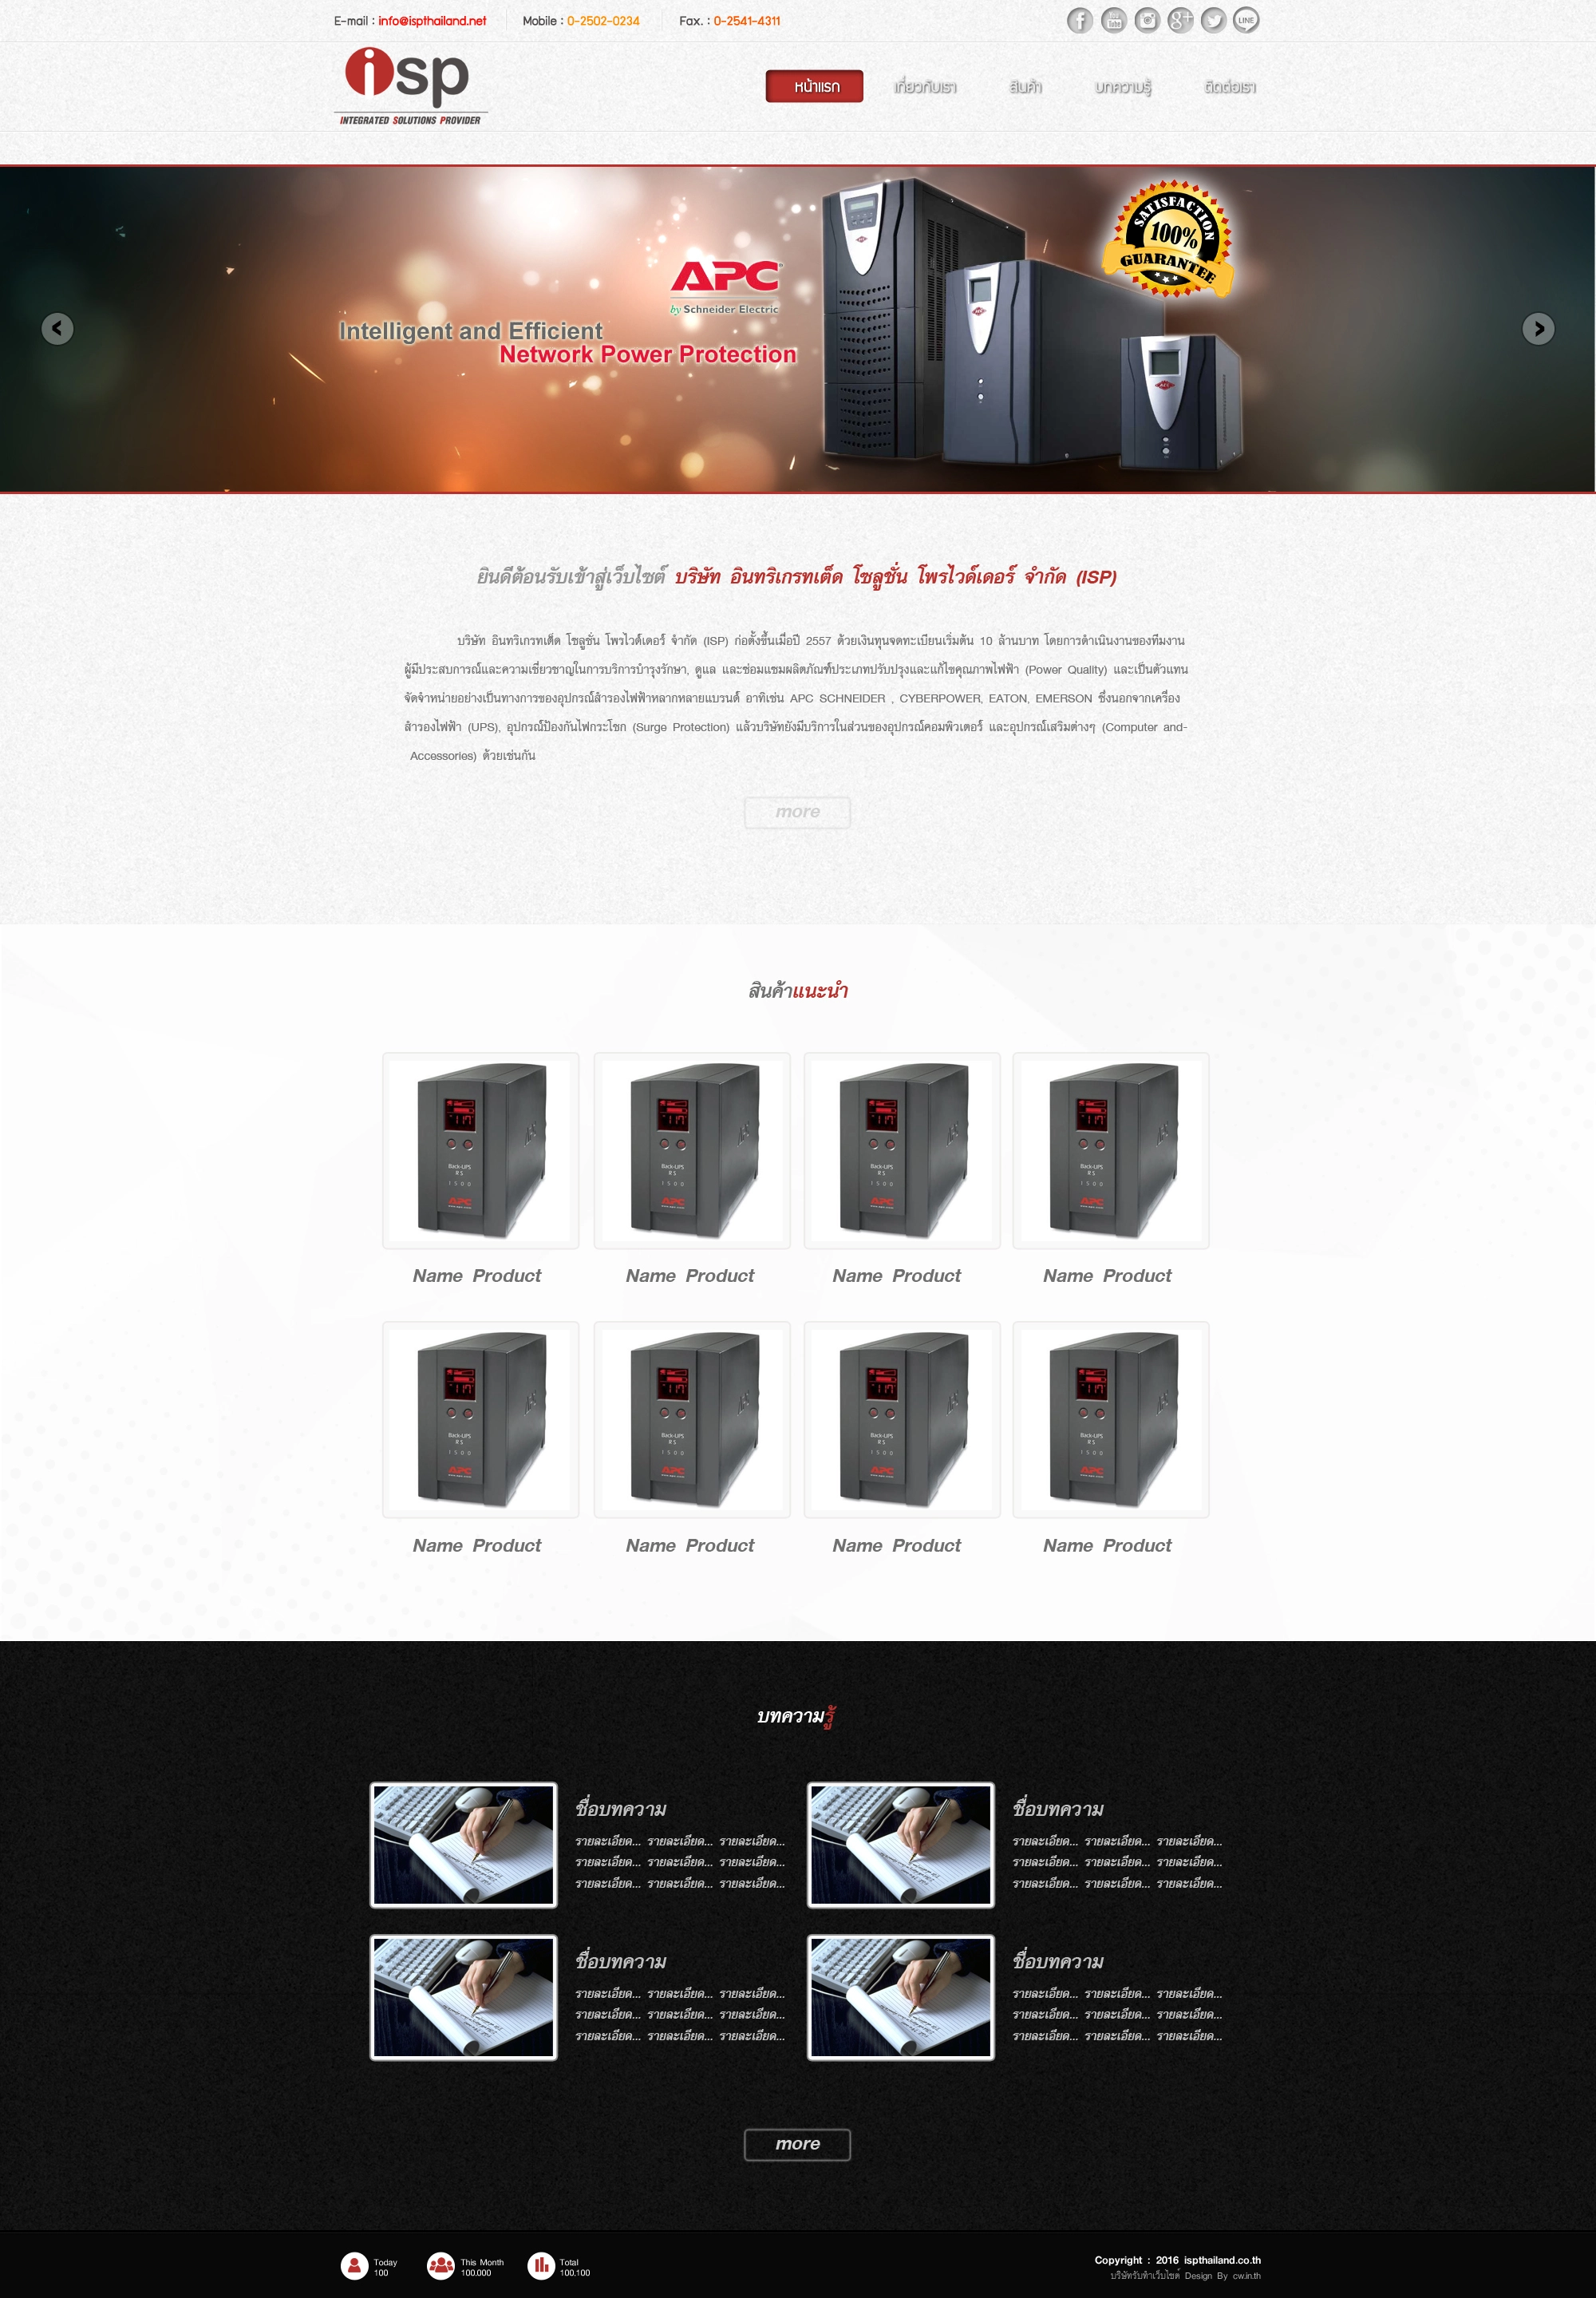 E-mail : info@ispthailand.net Mobile : 0-2502-0234 Fax. : 0-2541-4311
LINE
isp
INTEGRATED SOLUTIONS PROVIDER
หน้าแรก เกี่ยวกับเรา สินค้า บทความรู้ ติดต่อเรา
SATISFACTION
100%
GUARANTEE
APC
by Schneider Electric
Intelligent and Efficient
Network Power Protection
ยินดีต้อนรับเข้าสู่เว็บไซต์ บริษัท อินทริเกรทเต็ด โซลูชั่น โพรไวด์เดอร์ จำกัด (ISP)
บริษัท อินทริเกรทเต็ด โซลูชั่น โพรไวด์เตอร์ จำกัด (ISP) ก่อตั้งขึ้นเมื่อปี 2557 ด้วยเงินทุนจดทะเบียนเริ่มต้น 10 ล้านบาท โดยการดำเนินงานของทีมงาน
ผู้มีประสบการณ์และความเชี่ยวชาญในการบริการบำรุงรักษา, ดูแล และซ่อมแซมผลิตภัณฑ์ประเภทปรับปรุงและแก้ไขคุณภาพไฟฟ้า (Power Quality) และเป็นตัวแทน
จัดจำหน่ายอย่างเป็นทางการของอุปกรณ์สำรองไฟฟ้าหลากหลายแบรนด์ อาทิเช่น APC SCHNEIDER , CYBERPOWER, EATON, EMERSON ซึ่งนอกจากเครื่อง
สำรองไฟฟ้า (UPS), อุปกรณ์ป้องกันไฟกระโชก (Surge Protection) แล้วบริษัทยังมีบริการในส่วนของอุปกรณ์คอมพิวเตอร์ และอุปกรณ์เสริมต่างๆ (Computer and-
Accessories) ด้วยเช่นกัน
more
สินค้าแนะนำ
Name Product Name Product Name Product Name Product
Name Product Name Product Name Product Name Product
บทความรู้
ชื่อบทความ
รายละเอียด... รายละเอียด... รายละเอียด...
รายละเอียด... รายละเอียด... รายละเอียด...
รายละเอียด... รายละเอียด... รายละเอียด...
ชื่อบทความ
รายละเอียด... รายละเอียด... รายละเอียด...
รายละเอียด... รายละเอียด... รายละเอียด...
รายละเอียด... รายละเอียด... รายละเอียด...
ชื่อบทความ
รายละเอียด... รายละเอียด... รายละเอียด...
รายละเอียด... รายละเอียด... รายละเอียด...
รายละเอียด... รายละเอียด... รายละเอียด...
ชื่อบทความ
รายละเอียด... รายละเอียด... รายละเอียด...
รายละเอียด... รายละเอียด... รายละเอียด...
รายละเอียด... รายละเอียด... รายละเอียด...
more
Today
100
This Month
100.000
Total
100.100
Copyright : 2016 ispthailand.co.th
บริษัทรับทำเว็บไซต์ Design By cw.in.th